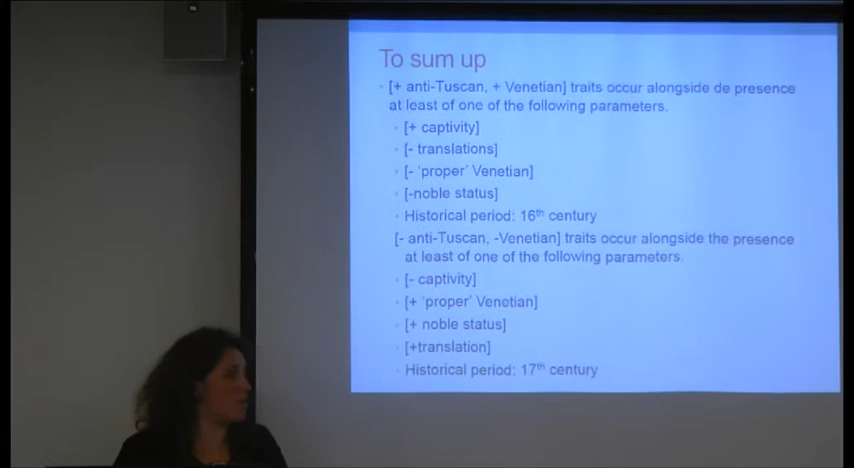 To sum up
[+ anti-Tuscan, + Venetian] traits occur alongside de presence
at least of one of the following parameters.
[+ captivity]
[- translations]
[- ‘proper’ Venetian]
[-noble status]
Historical period: 16th century
[- anti-Tuscan, -Venetian] traits occur alongside the presence
at least of one of the following parameters.
[- captivity]
[+ ‘proper’ Venetian]
[+ noble status]
[+translation]
Historical period: 17th century